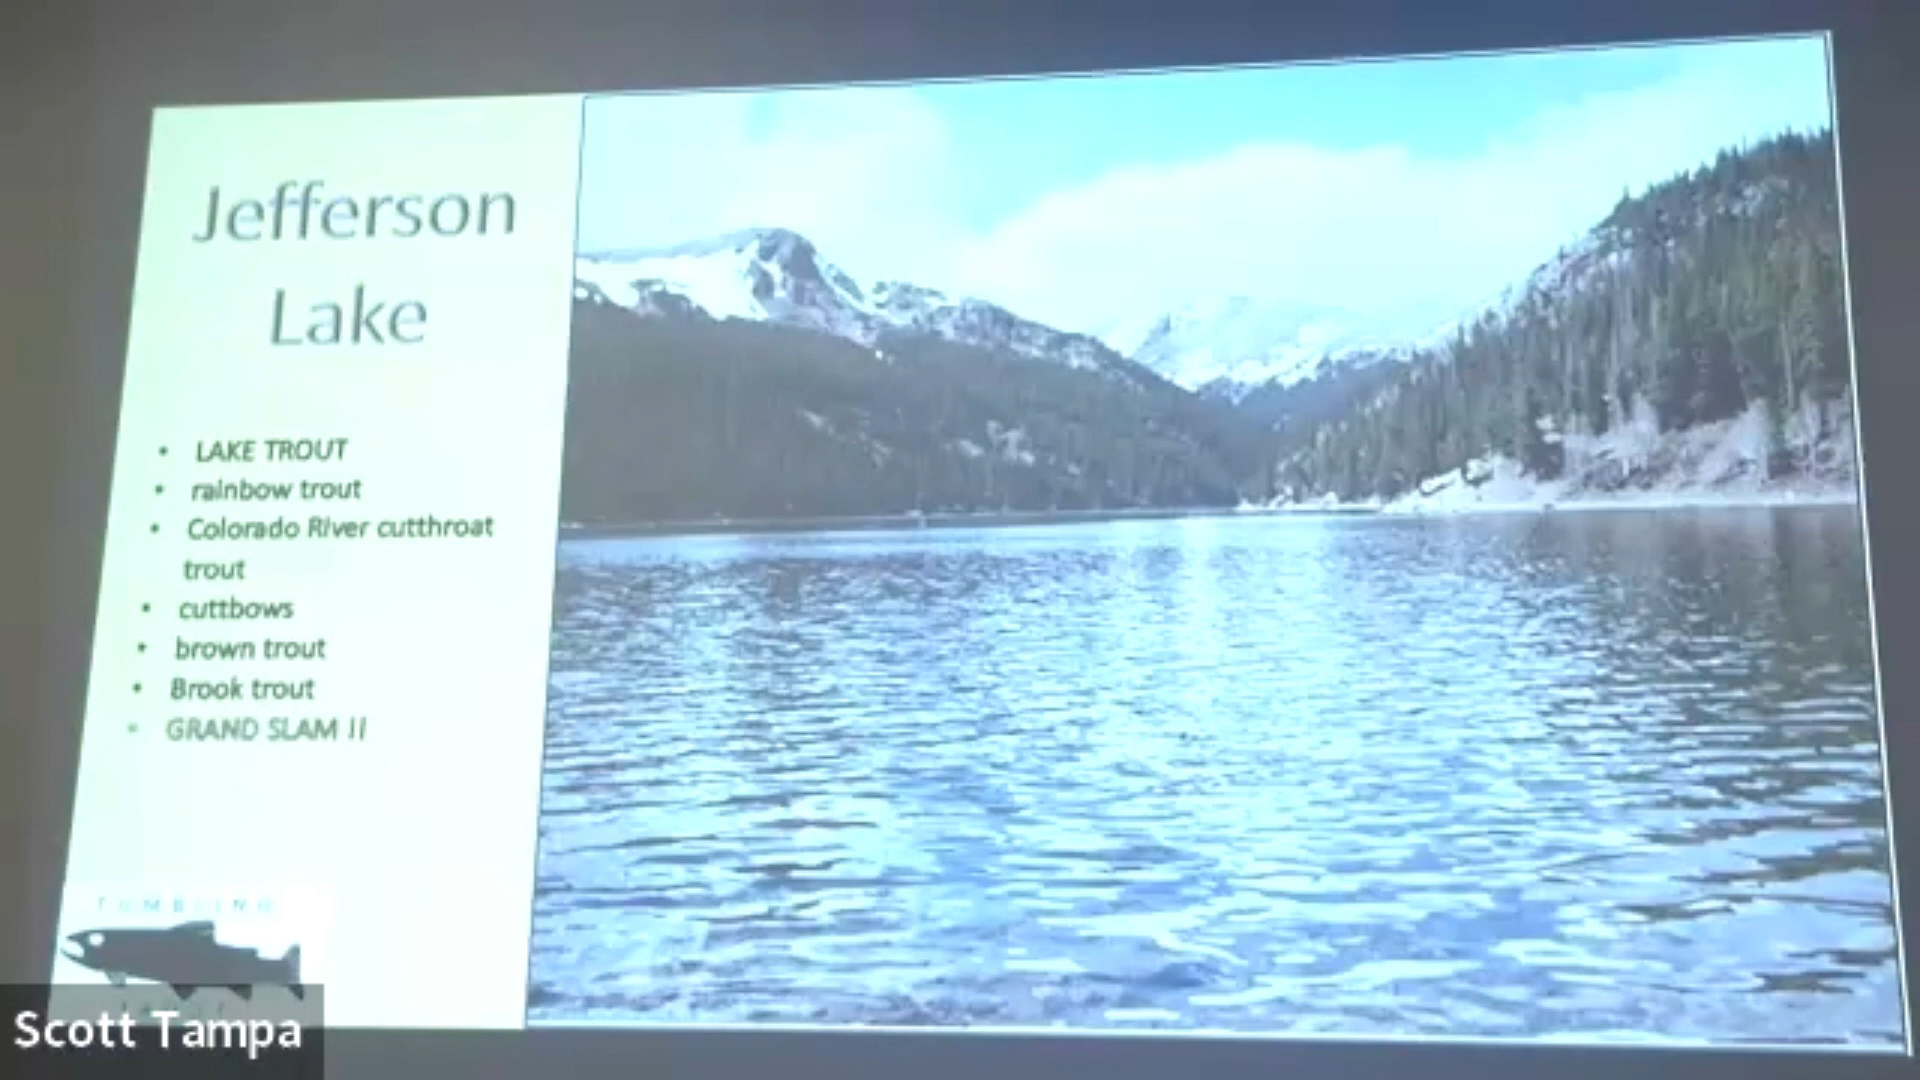 Jefferson
Lake
• LAKE TROUT
• rainbow trout
• Colorado River cutthroat
trout
• cuttbows
• brown trout
• Brook trout
• GRAND SLAM !!
TUMBLING
Scott Tampa